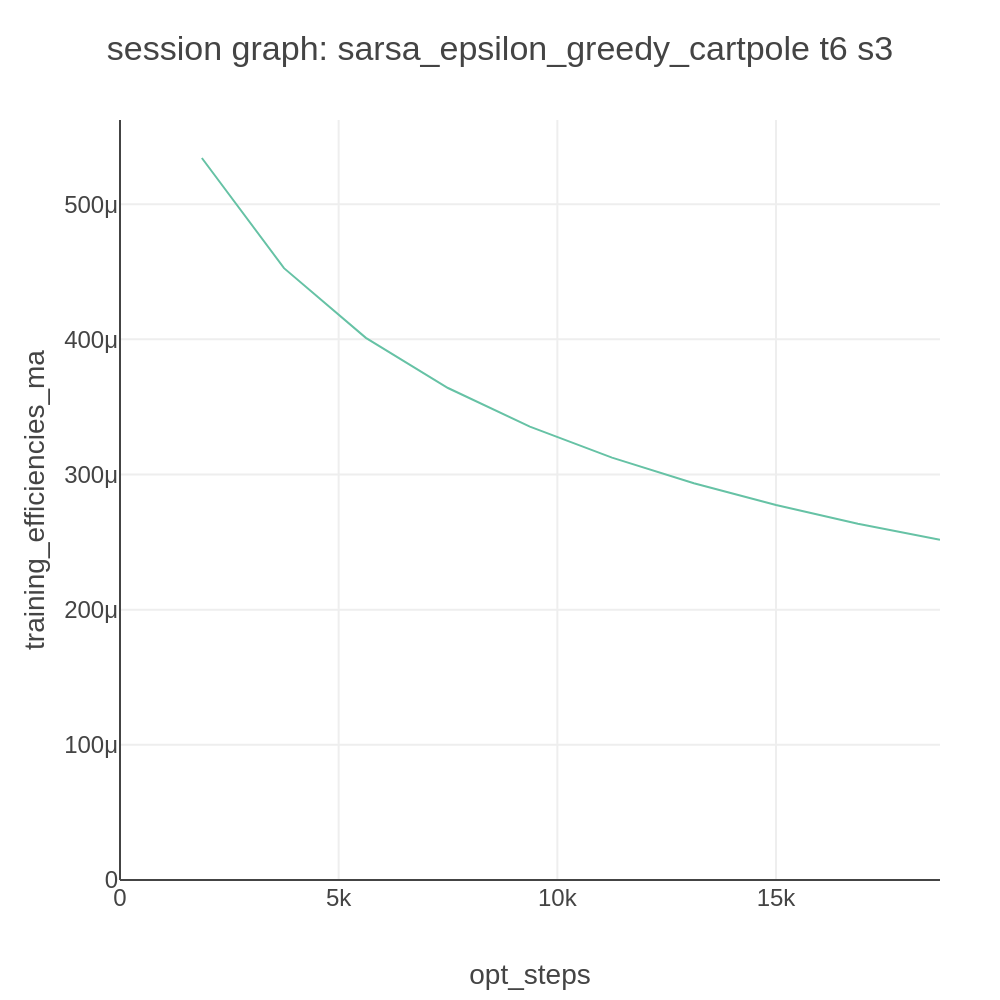 session graph: sarsa_epsilon_greedy_cartpole t6 s3
training_efficiencies_ma
500μ
400μ
300μ
200μ
100μ
0
0
5k
10k
15k
opt_steps